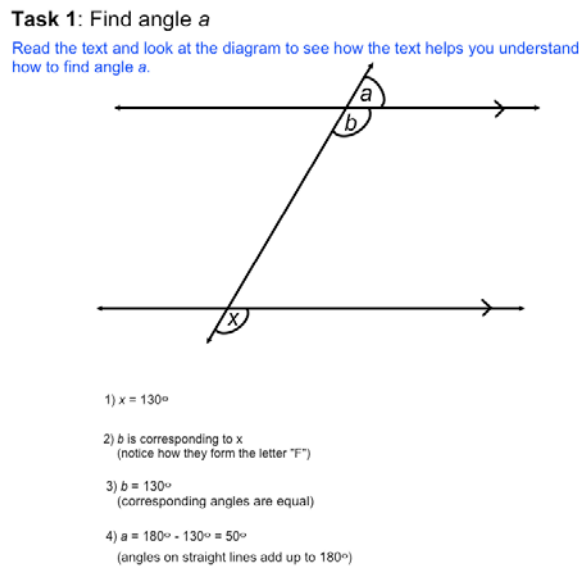 Task 1: Find angle a
Read the text and look at the diagram to see how the text helps you understand
how to find angle a.
a
b
x
1) x = 130º
2) b is corresponding to x
(notice how they form the letter "F")
3) b = 130º
(corresponding angles are equal)
4) a = 180º - 130º = 50º
(angles on straight lines add up to 180º)